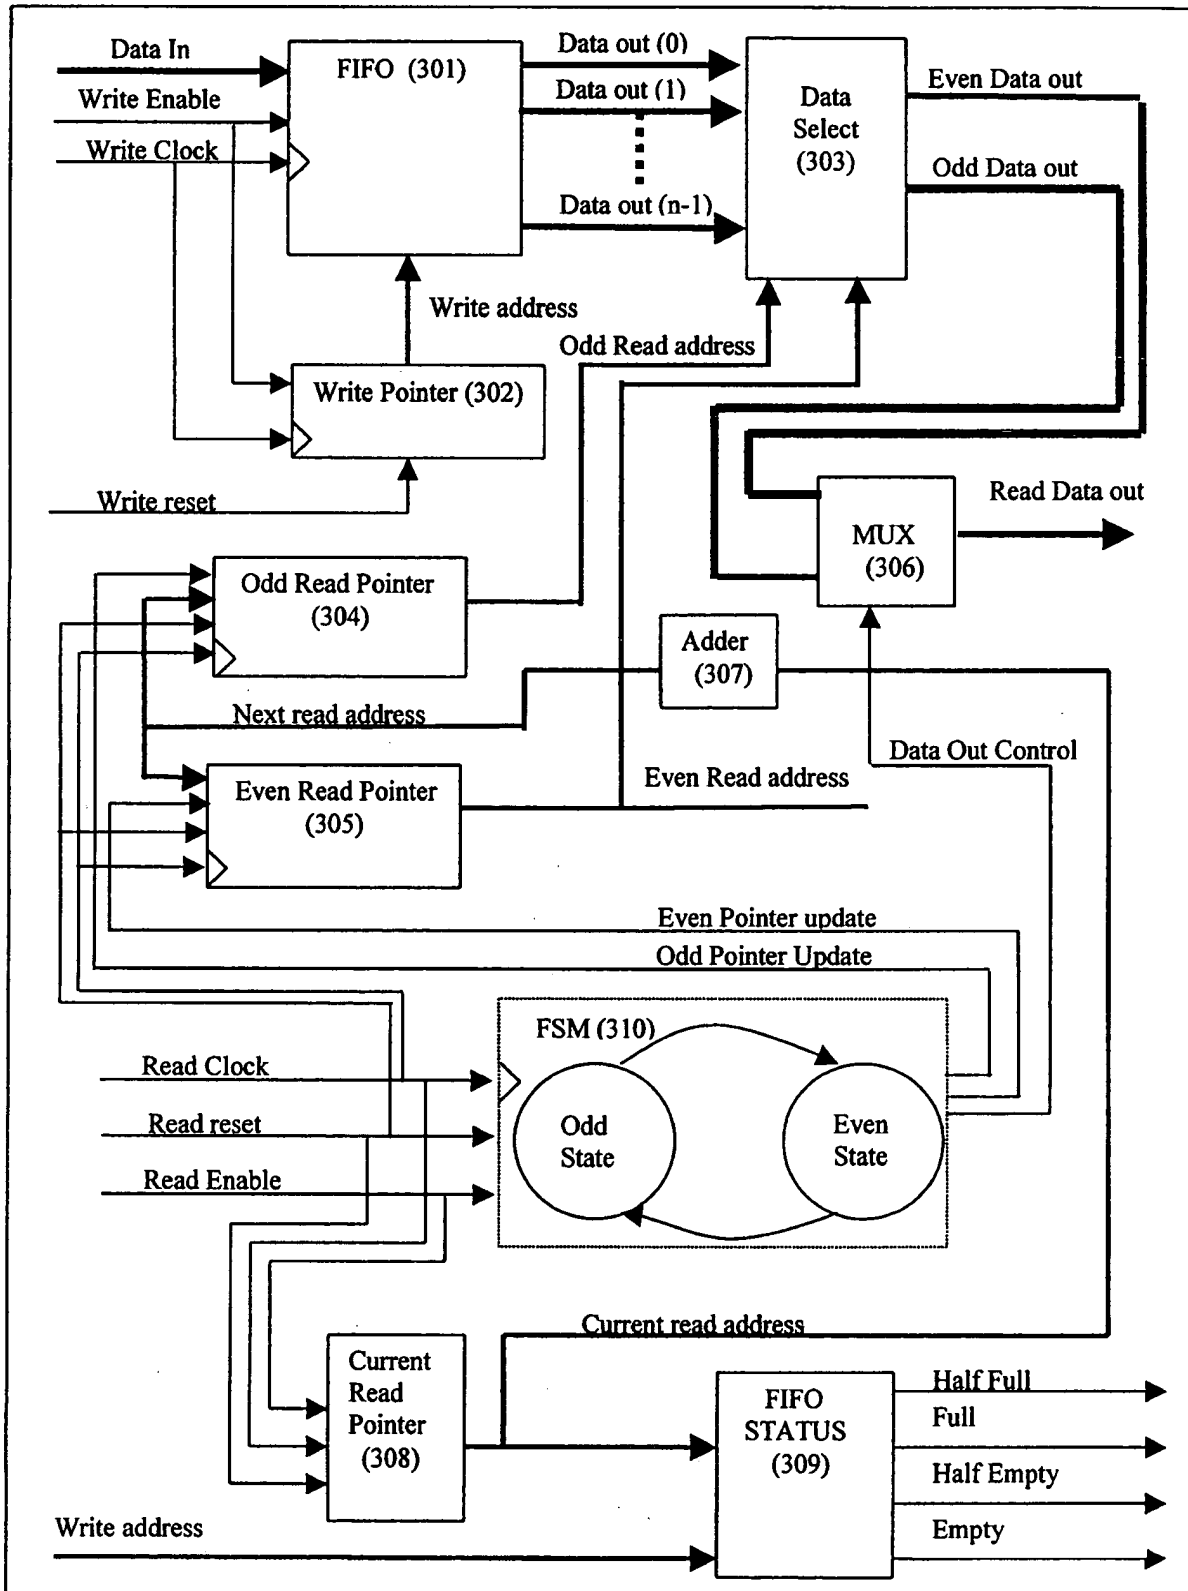 Data In
Write Enable
Write Clock
FIFO (301)
Data out (0)
Data out (1)
Data out (n-1)
Data
Select
(303)
Even Data out
Odd Data out
Write address
Odd Read address
Write Pointer (302)
Write reset
Read Data out
MUX
(306)
Odd Read Pointer
(304)
Adder
(307)
Next read address
Data Out Control
Even Read address
Even Read Pointer
(305)
Even Pointer update
Odd Pointer Update
FSM (310)
Read Clock
Read reset
Read Enable
Odd
State
Even
State
Current read address
Current
Read
Pointer
(308)
FIFO
STATUS
(309)
Half Full
Full
Half Empty
Empty
Write address